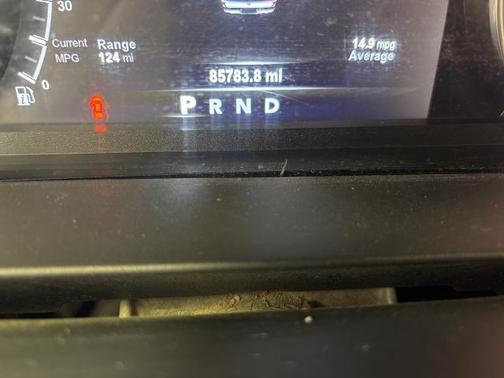 30
Current
MPG
0
Range
124 mi
14.9 mpg
Average
85783.8 mi
P R N D